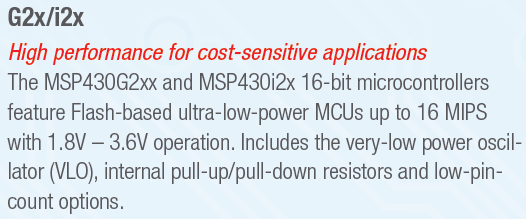 G2x/i2x
High performance for cost-sensitive applications
The MSP430G2xx and MSP430i2x 16-bit microcontrollers
feature Flash-based ultra-low-power MCUs up to 16 MIPS
with 1.8V – 3.6V operation. Includes the very-low power oscil-
lator (VLO), internal pull-up/pull-down resistors and low-pin-
count options.